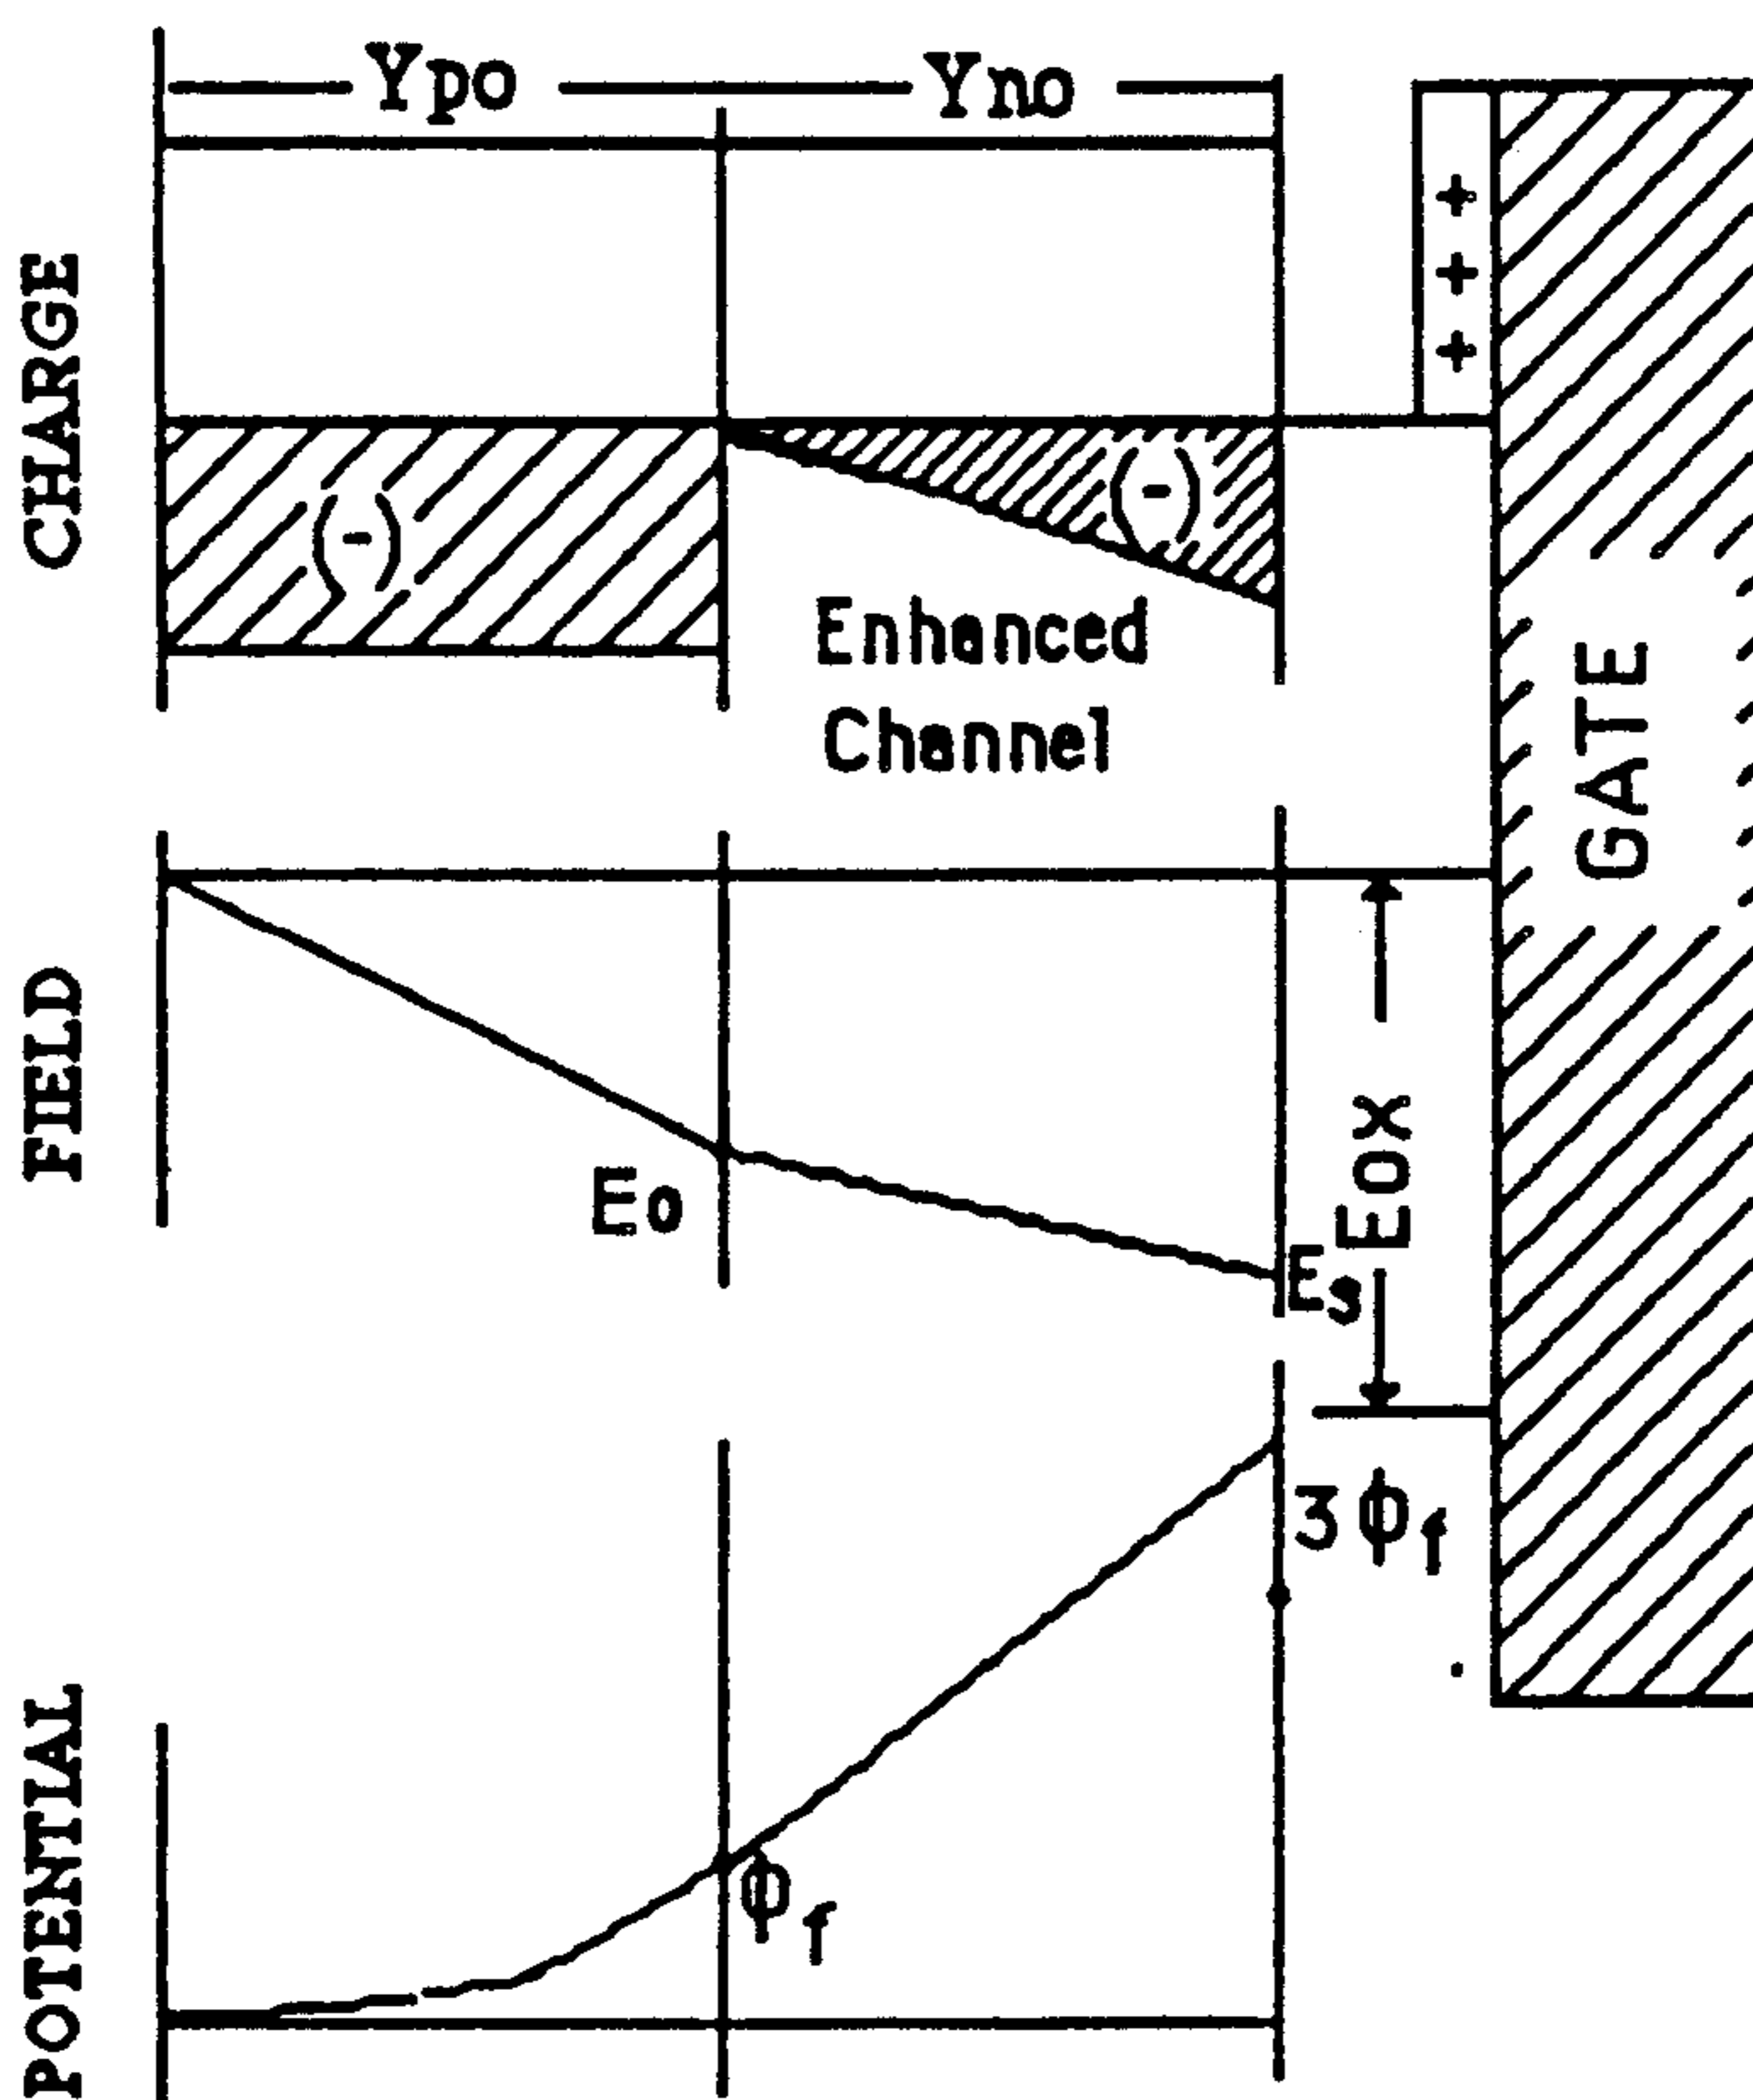 Ypo Yno
CHARGE
+
+
+
(-)
(-)
Enhanced
Channel
GATE
FIELD
Eo
Es
Eox
3ϕf
POTENTIAL
ϕf